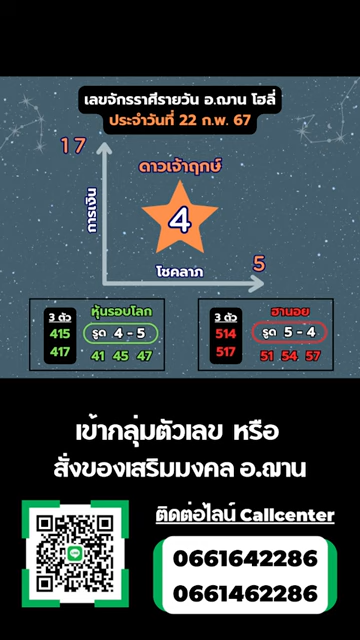 เลขจักรราศีรายวัน อ.ฌาน โฮลี่
ประจำวันที่ 22 ก.พ. 67
17
ดาวเจ้าฤกษ์
การเงิน
4
โชคลาภ
5
3 ตัว
หุ้นรอบโลก
415
รูด 4 - 5
417
41 45 47
3 ตัว
ฮานอย
514
รูด 5 - 4
517
51 54 57
เข้ากลุ่มตัวเลข หรือ
สั่งของเสริมมงคล อ.ฌาน
ติดต่อไลน์ Callcenter
0661642286
0661462286